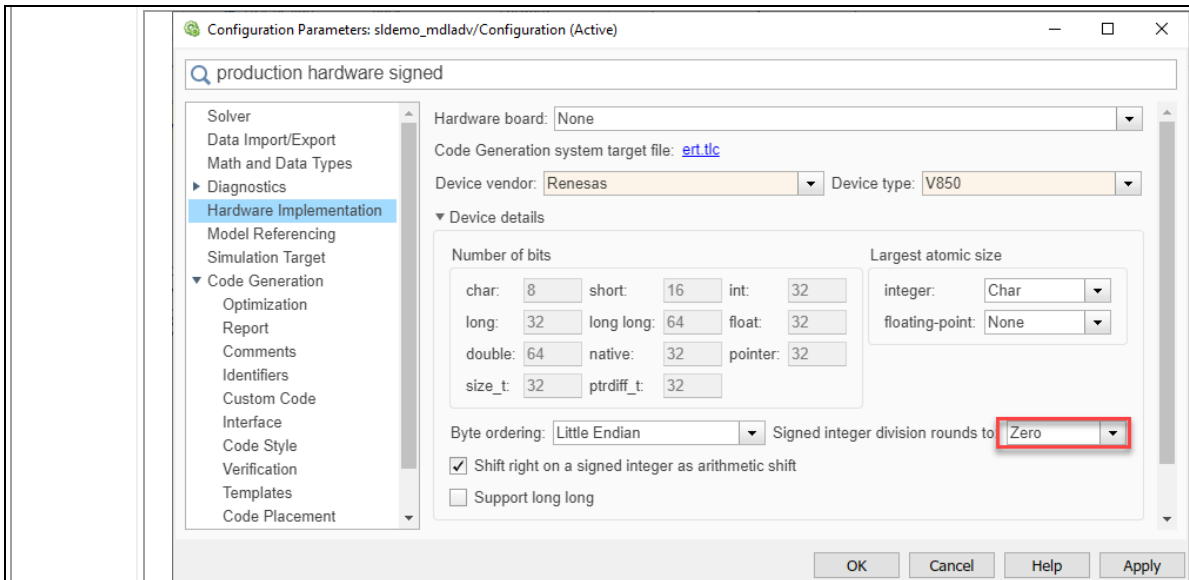 Configuration Parameters: sldemo_mdladv/Configuration (Active)
production hardware signed
Solver
Data Import/Export
Math and Data Types
Diagnostics
Hardware Implementation
Model Referencing
Simulation Target
Code Generation
Optimization
Report
Comments
Identifiers
Custom Code
Interface
Code Style
Verification
Templates
Code Placement
Hardware board: None
Code Generation system target file: ert.tlc
Device vendor: Renesas Device type: V850
Device details
Number of bits
char: 8 short: 16 int: 32
long: 32 long long: 64 float: 32
double: 64 native: 32 pointer: 32
size_t: 32 ptrdiff_t: 32
Largest atomic size
integer: Char
floating-point: None
Byte ordering: Little Endian Signed integer division rounds to: Zero
Shift right on a signed integer as arithmetic shift
Support long long
OK Cancel Help Apply